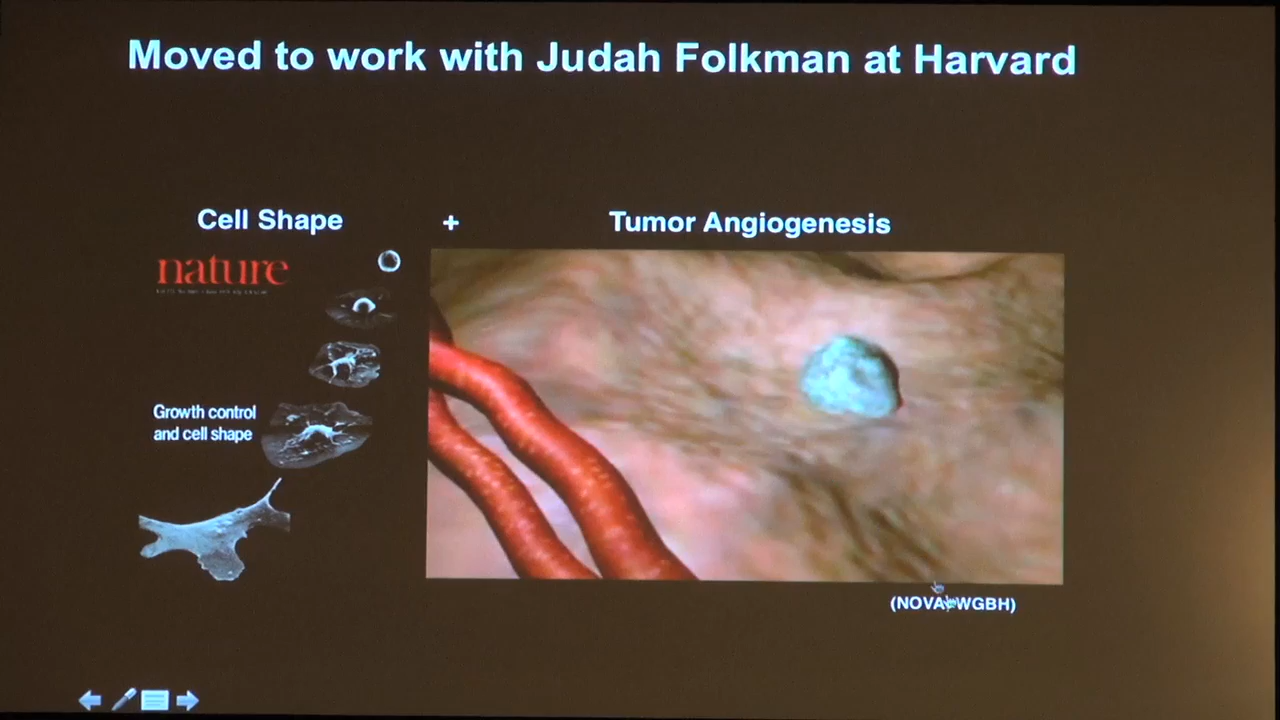 Moved to work with Judah Folkman at Harvard
Cell Shape + Tumor Angiogenesis
nature
Growth control
and cell shape
(NOVA WGBH)